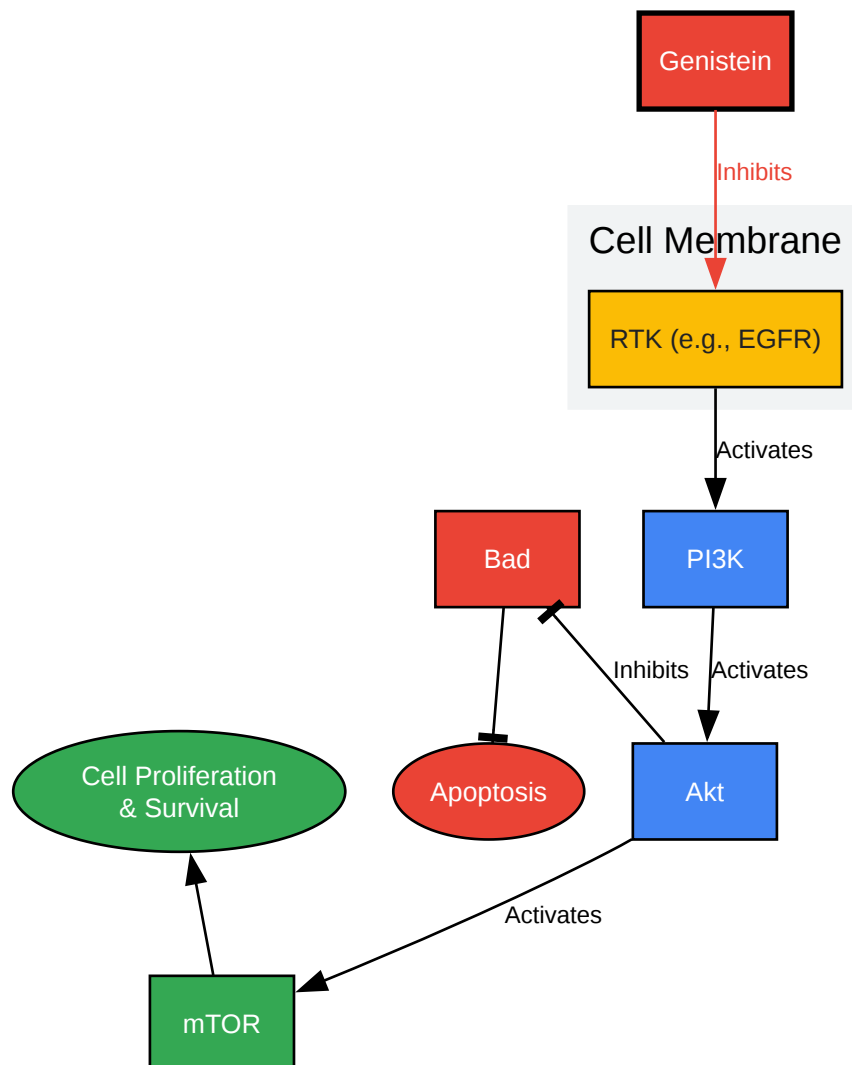 Genistein
Inhibits
Cell Membrane
RTK (e.g., EGFR)
Activates
Bad
PI3K
Inhibits
Activates
Cell Proliferation
& Survival
Apoptosis
Akt
Activates
mTOR